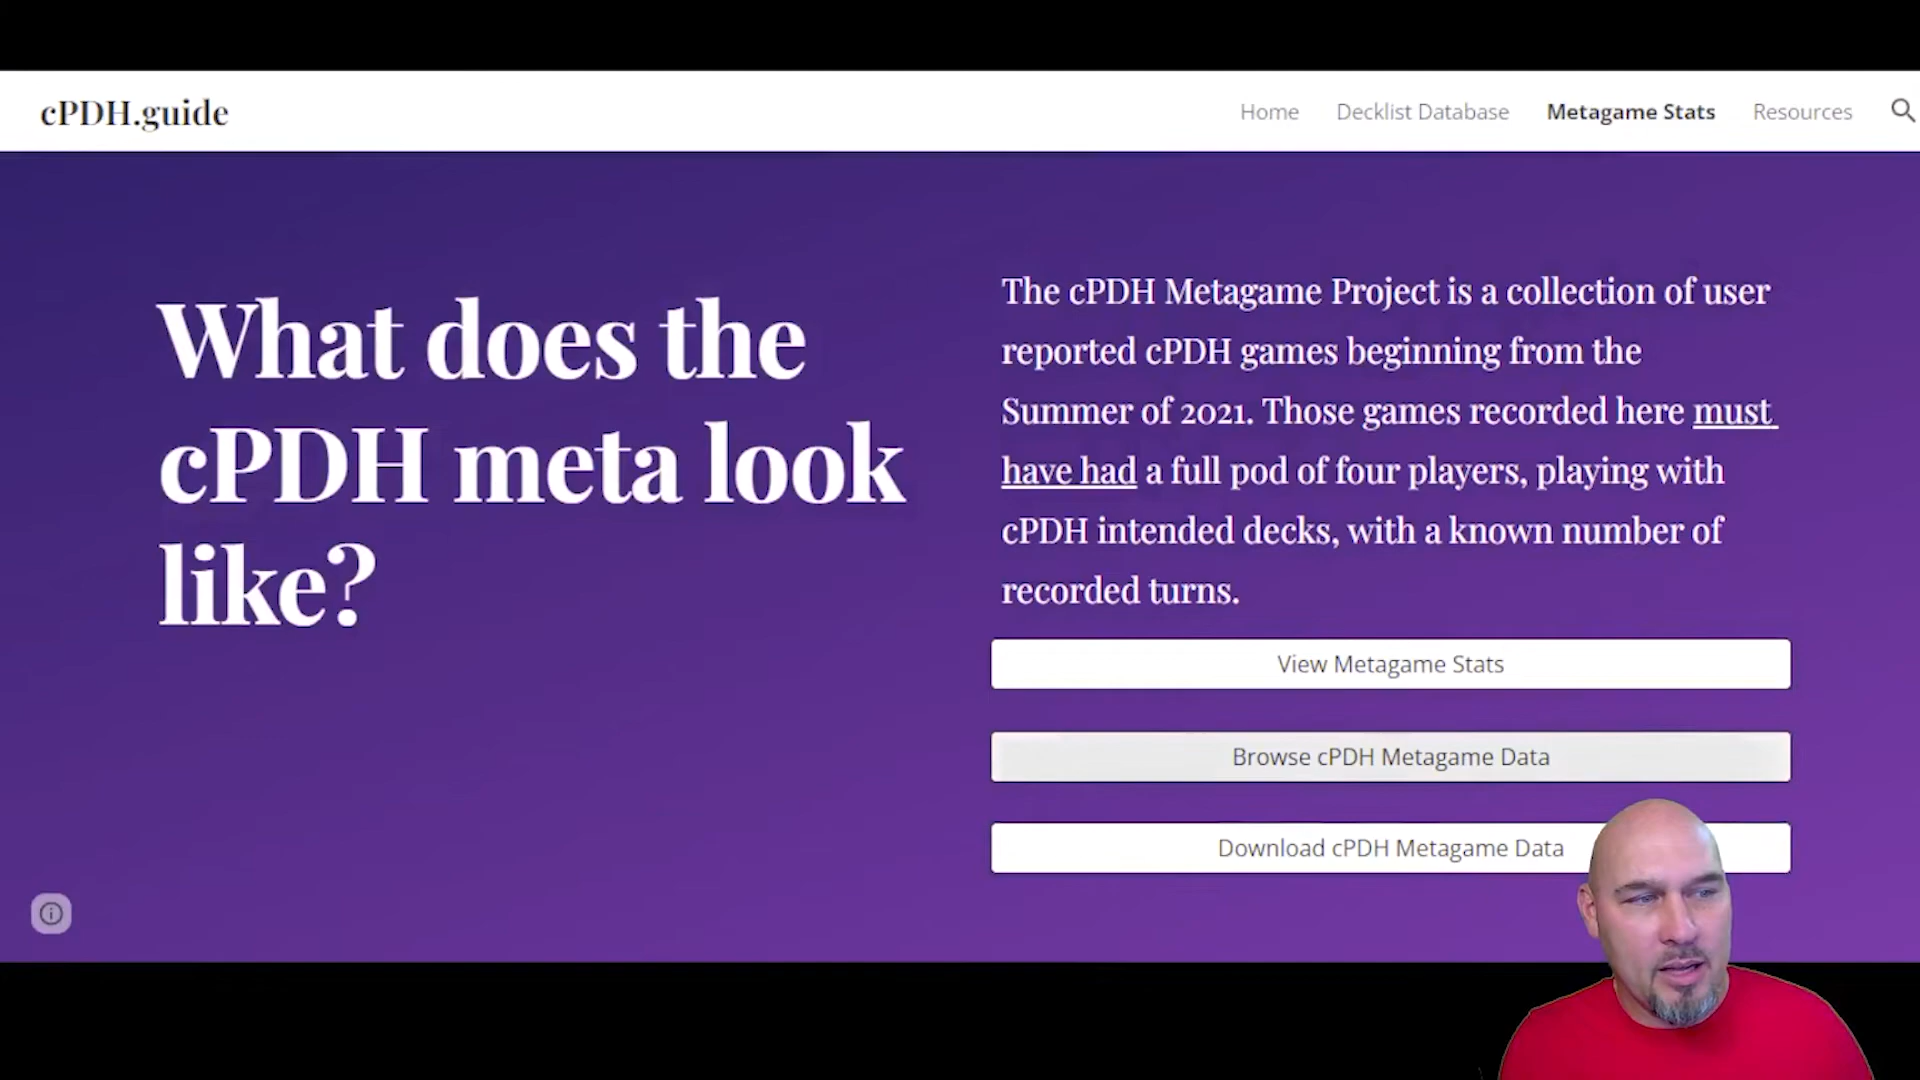 cPDH.guide
Home
Decklist Database
Metagame Stats
Resources
What does the
cPDH meta look
like?
The cPDH Metagame Project is a collection of user
reported cPDH games beginning from the
Summer of 2021. Those games recorded here must
have had a full pod of four players, playing with
cPDH intended decks, with a known number of
recorded turns.
View Metagame Stats
Browse cPDH Metagame Data
Download cPDH Metagame Data